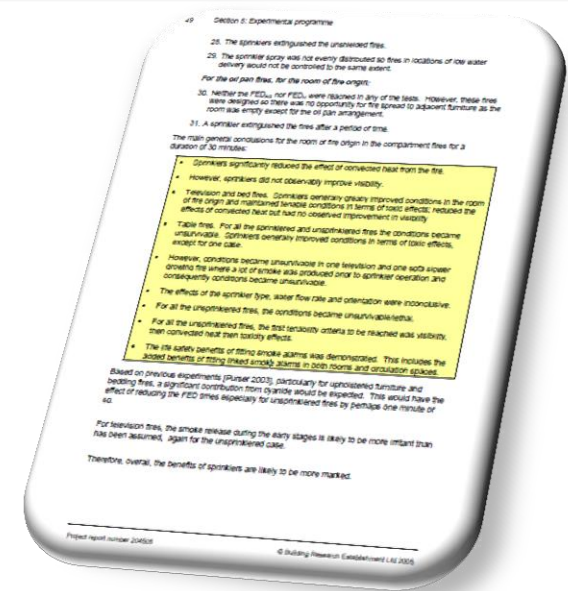 49 Section 5: Experimental programme
28. The sprinklers extinguished the unshielded fires.
29. The sprinkler spray was not evenly distributed so fires in locations of low water
delivery would not be controlled to the same extent.
For the oil pan fires, for the room of fire origin:
30. Neither the FED nor FED were reached in any of the tests. However, these fires
were designed so there was no opportunity for fire spread to adjacent furniture as the
room was empty except for the oil pan arrangement.
31. A sprinkler extinguished the fires after a period of time.
The main general conclusions for the room of fire origin in the compartment fires for a
duration of 30 minutes:
• Sprinklers significantly reduced the effect of convected heat from the fire.
• However, sprinklers did not observably improve visibility.
• Television and bed fires. Sprinklers generally greatly improved conditions in the room
of fire origin and maintained tenable conditions in terms of toxic effects; reduced the
effects of convected heat but had no observed improvement in visibility
• Table fires. For all the sprinklered and unsprinklered fires the conditions became
unsurvivable. Sprinklers generally improved conditions in terms of toxic effects,
except for one case.
• However, conditions became unsurvivable in one television and one sofa slower
growing fire where a lot of smoke was produced prior to sprinkler operation and
consequently conditions became unsurvivable.
• The effects of the sprinkler type, water flow rate and orientation were inconclusive.
• For all the unsprinklered fires, the conditions became unsurvivable/lethal.
• For all the unsprinklered fires, the first tenability criteria to be reached was visibility,
then convected heat then toxicity effects.
• The life safety benefits of fitting smoke alarms was demonstrated. This includes the
added benefits of fitting linked smoke alarms in both rooms and circulation spaces.
Based on previous experiments [Purser 2003], particularly for upholstered furniture and
bedding fires, a significant contribution from cyanide would be expected. This would have the
effect of reducing the FED times especially for unsprinklered fires by perhaps one minute or
so.
For television fires, the smoke release during the early stages is likely to be more irritant than
has been assumed, again for the unsprinklered case.
Therefore, overall, the benefits of sprinklers are likely to be more marked.
Project report number 204505
© Building Research Establishment Ltd 2005